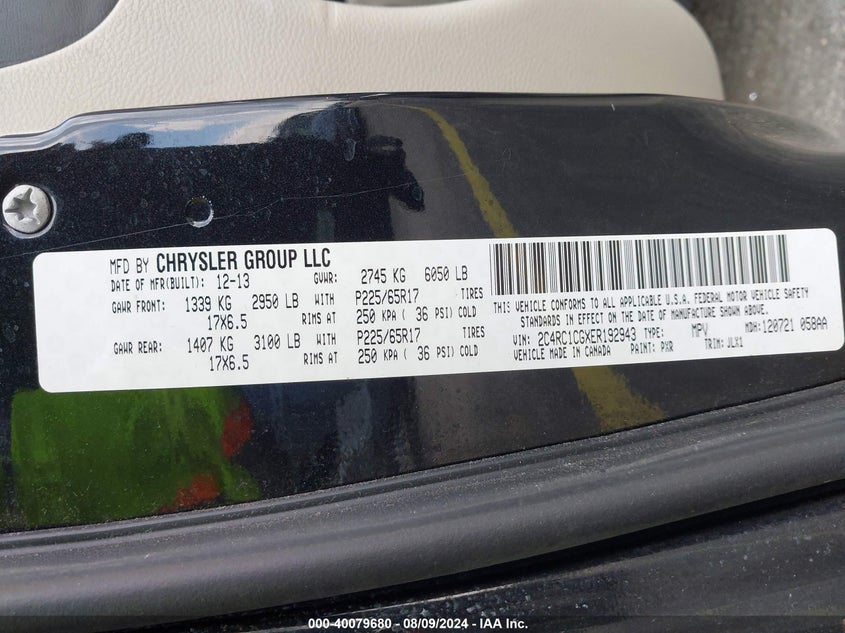 MFD BY CHRYSLER GROUP LLC
DATE OF MFR(BUILT): 12-13 GVWR: 2745 KG 6050 LB
GAWR FRONT: 1339 KG 2950 LB WITH P225/65R17 TIRES
17X6.5 RIMS AT 250 KPA ( 36 PSI) COLD
GAWR REAR: 1407 KG 3100 LB WITH P225/65R17 TIRES
17X6.5 RIMS AT 250 KPA ( 36 PSI) COLD
THIS VEHICLE CONFORMS TO ALL APPLICABLE U.S.A. FEDERAL MOTOR VEHICLE SAFETY
STANDARDS IN EFFECT ON THE DATE OF MANUFACTURE SHOWN ABOVE.
VIN: 2C4RC1CGXER192943 TYPE: MPV MDH: 120721 058AA
VEHICLE MADE IN CANADA PAINT: PXR TRIM: JLX1
000-40079680 - 08/09/2024 - IAA Inc.